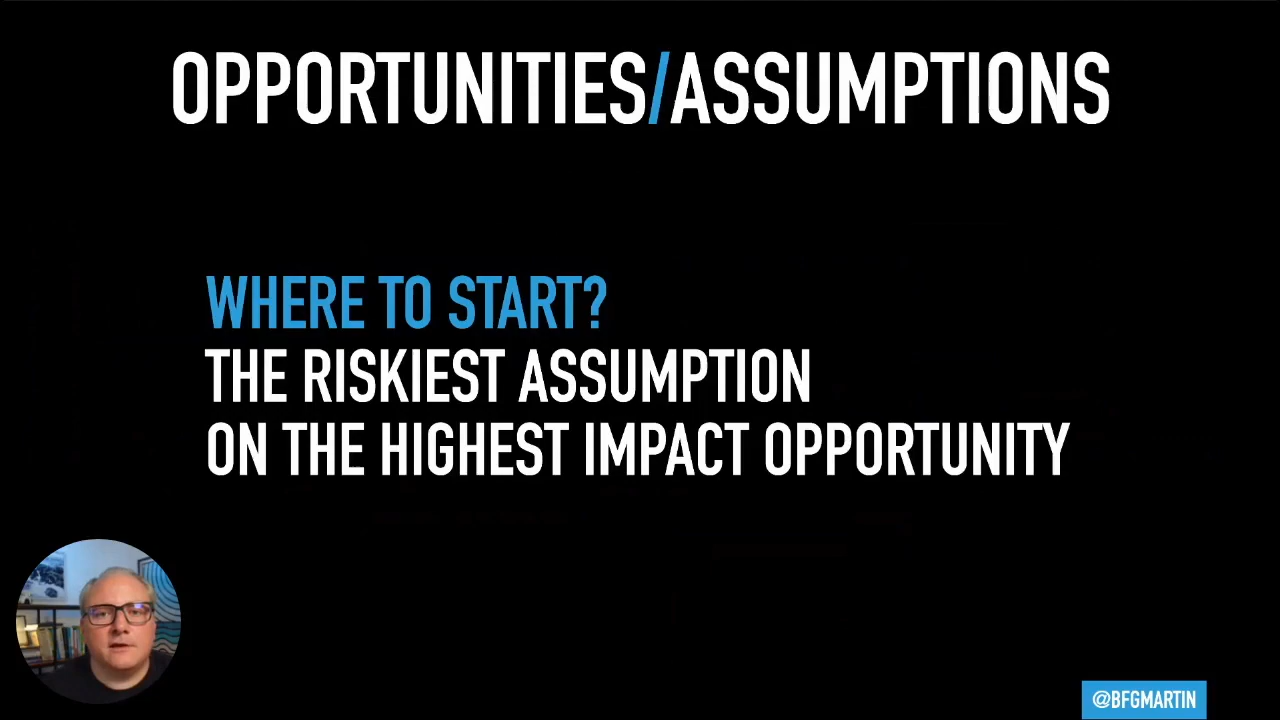 OPPORTUNITIES/ASSUMPTIONS
WHERE TO START?
THE RISKIEST ASSUMPTION
ON THE HIGHEST IMPACT OPPORTUNITY
@BFGMARTIN